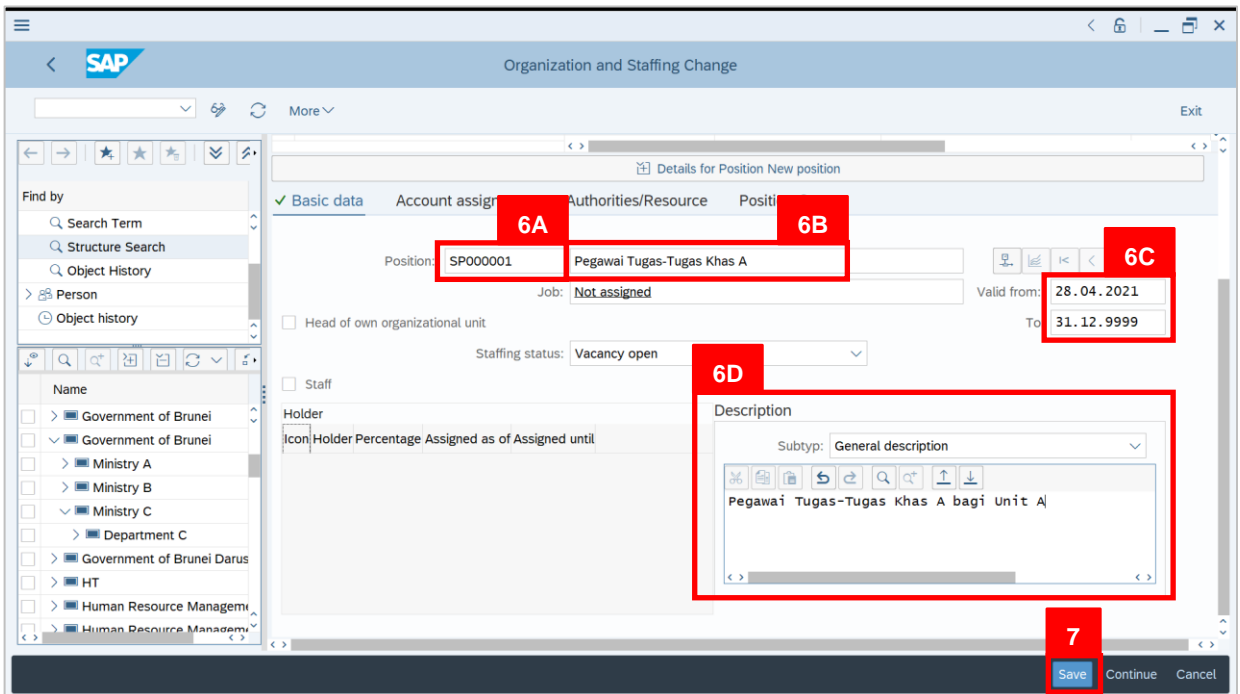 SAP
Organization and Staffing Change
More
Exit
Details for Position New position
Find by
Search Term
Structure Search
Object History
Person
Object history
Name
Government of Brunei
Government of Brunei
Ministry A
Ministry B
Ministry C
Department C
Government of Brunei Darus
HT
Human Resource Manageme
Human Resource Manageme
Basic data
Account assign
Authorities/Resource
Positi
6A
6B
6C
Position: SP000001 Pegawai Tugas-Tugas Khas A
Job: Not assigned
Valid from: 28.04.2021
Head of own organizational unit
To 31.12.9999
Staffing status: Vacancy open
6D
Staff
Holder
Icon Holder Percentage Assigned as of Assigned until
Description
Subtyp: General description
Pegawai Tugas-Tugas Khas A bagi Unit A
7
Save Continue Cancel